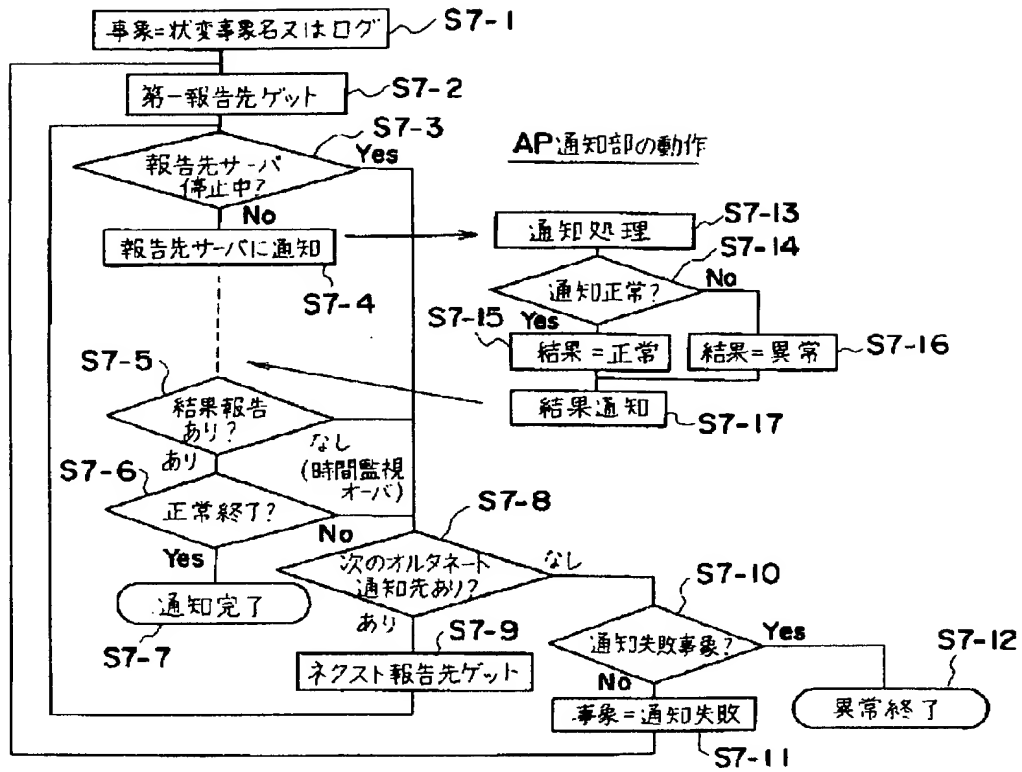 事象=状変事象名又はログ
S7-1
第一報告先ゲット
S7-2
S7-3
報告先サーバ
停止中?
Yes
No
報告先サーバに通知
S7-4
AP通知部の動作
通知処理
S7-13
S7-14
通知正常?
No
S7-15
Yes
結果=正常
結果=異常
S7-16
結果通知
S7-17
S7-5
結果報告
あり?
なし
(時間監視
オーバ)
あり
S7-6
正常終了?
No
Yes
通知完了
S7-7
S7-8
次のオルタネート
通知先あり?
なし
あり
S7-9
ネクスト報告先ゲット
S7-10
通知失敗事象?
Yes
No
事象=通知失敗
S7-11
S7-12
異常終了